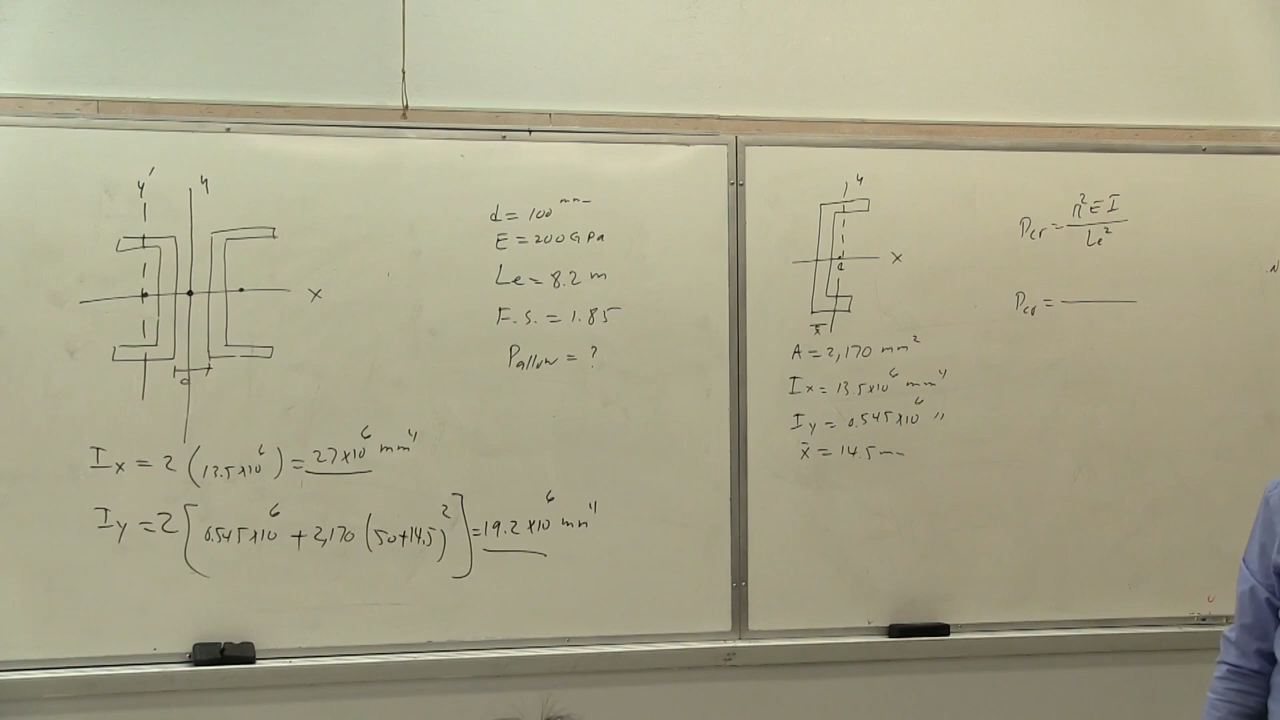 y' y
x
d
d = 100 mm
E = 200 GPa
Le = 8.2 m
F.S. = 1.85
Pallow = ?
Ix = 2 (13.5x10^6) = 27x10^6 mm^4
Iy = 2[0.545x10^6 + 2,170 (50+14.5)^2] = 19.2x10^6 mm^4
y
x
c
x̄
A = 2,170 mm^2
Ix = 13.5x10^6 mm^4
Iy = 0.545x10^6 "
x̄ = 14.5 mm
Pcr = π^2 E I / Le^2
Pcr = ―